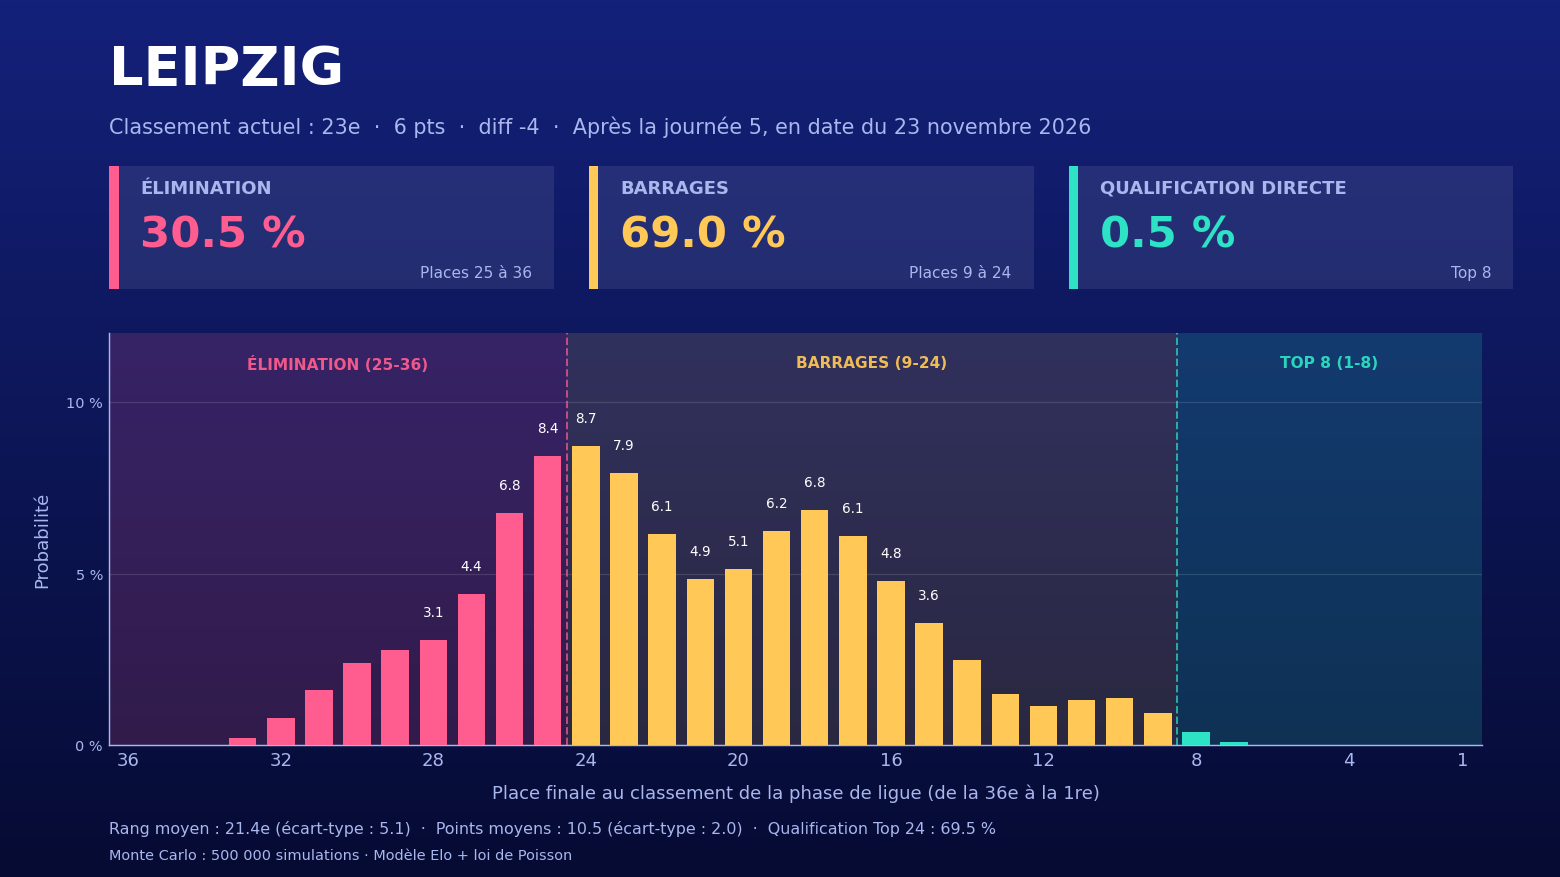 LEIPZIG
Classement actuel : 23e · 6 pts · diff -4 · Après la journée 5, en date du 23 novembre 2026
ÉLIMINATION
30.5 %
Places 25 à 36
BARRAGES
69.0 %
Places 9 à 24
QUALIFICATION DIRECTE
0.5 %
Top 8
ÉLIMINATION (25-36)
BARRAGES (9-24)
TOP 8 (1-8)
Probabilité
10 %
5 %
0 %
3.1
4.4
6.8
8.4
8.7
7.9
6.1
4.9
5.1
6.2
6.8
6.1
4.8
3.6
36 32 28 24 20 16 12 8 4 1
Place finale au classement de la phase de ligue (de la 36e à la 1re)
Rang moyen : 21.4e (écart-type : 5.1) · Points moyens : 10.5 (écart-type : 2.0) · Qualification Top 24 : 69.5 %
Monte Carlo : 500 000 simulations · Modèle Elo + loi de Poisson